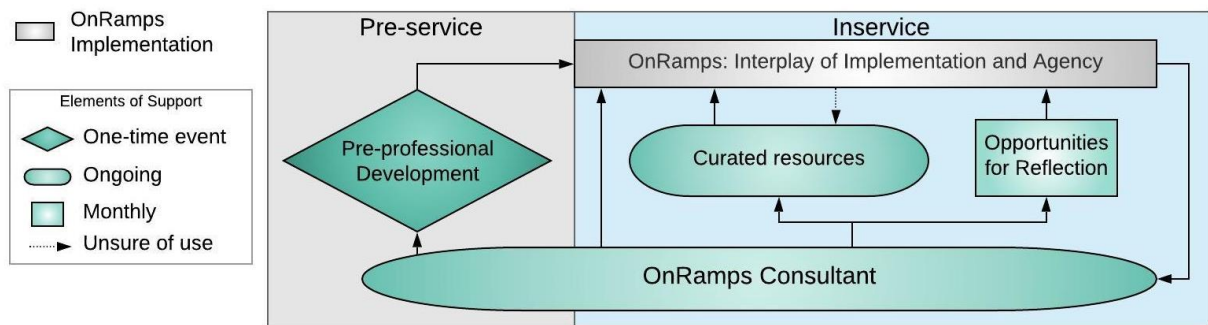 OnRamps
Implementation
Elements of Support
One-time event
Ongoing
Monthly
Unsure of use
Pre-service
Inservice
OnRamps: Interplay of Implementation and Agency
Pre-professional
Development
Curated resources
Opportunities
for Reflection
OnRamps Consultant